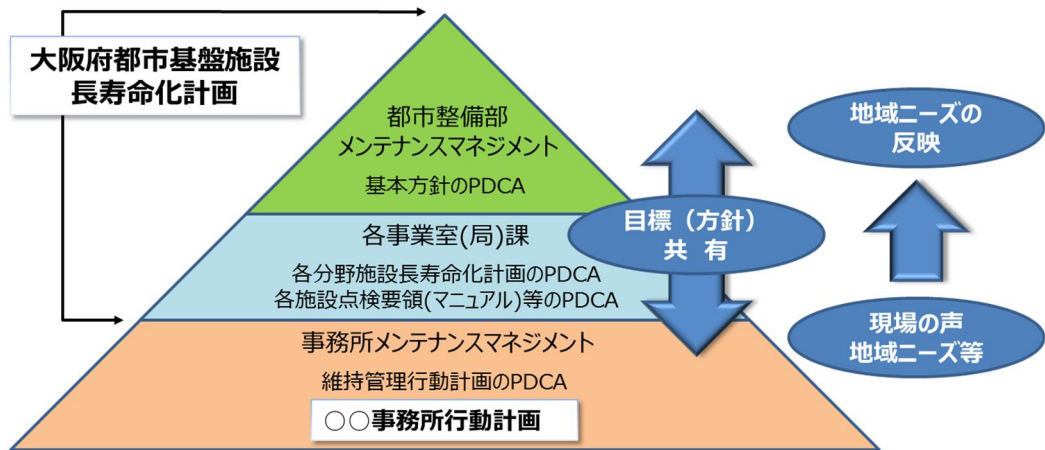 大阪府都市基盤施設
長寿命化計画
都市整備部
メンテナンスマネジメント
基本方針のPDCA
各事業室(局)課
各分野施設長寿命化計画のPDCA
各施設点検要領(マニュアル)等のPDCA
事務所メンテナンスマネジメント
維持管理行動計画のPDCA
○○事務所行動計画
目標（方針）
共 有
地域ニーズの
反映
現場の声
地域ニーズ等